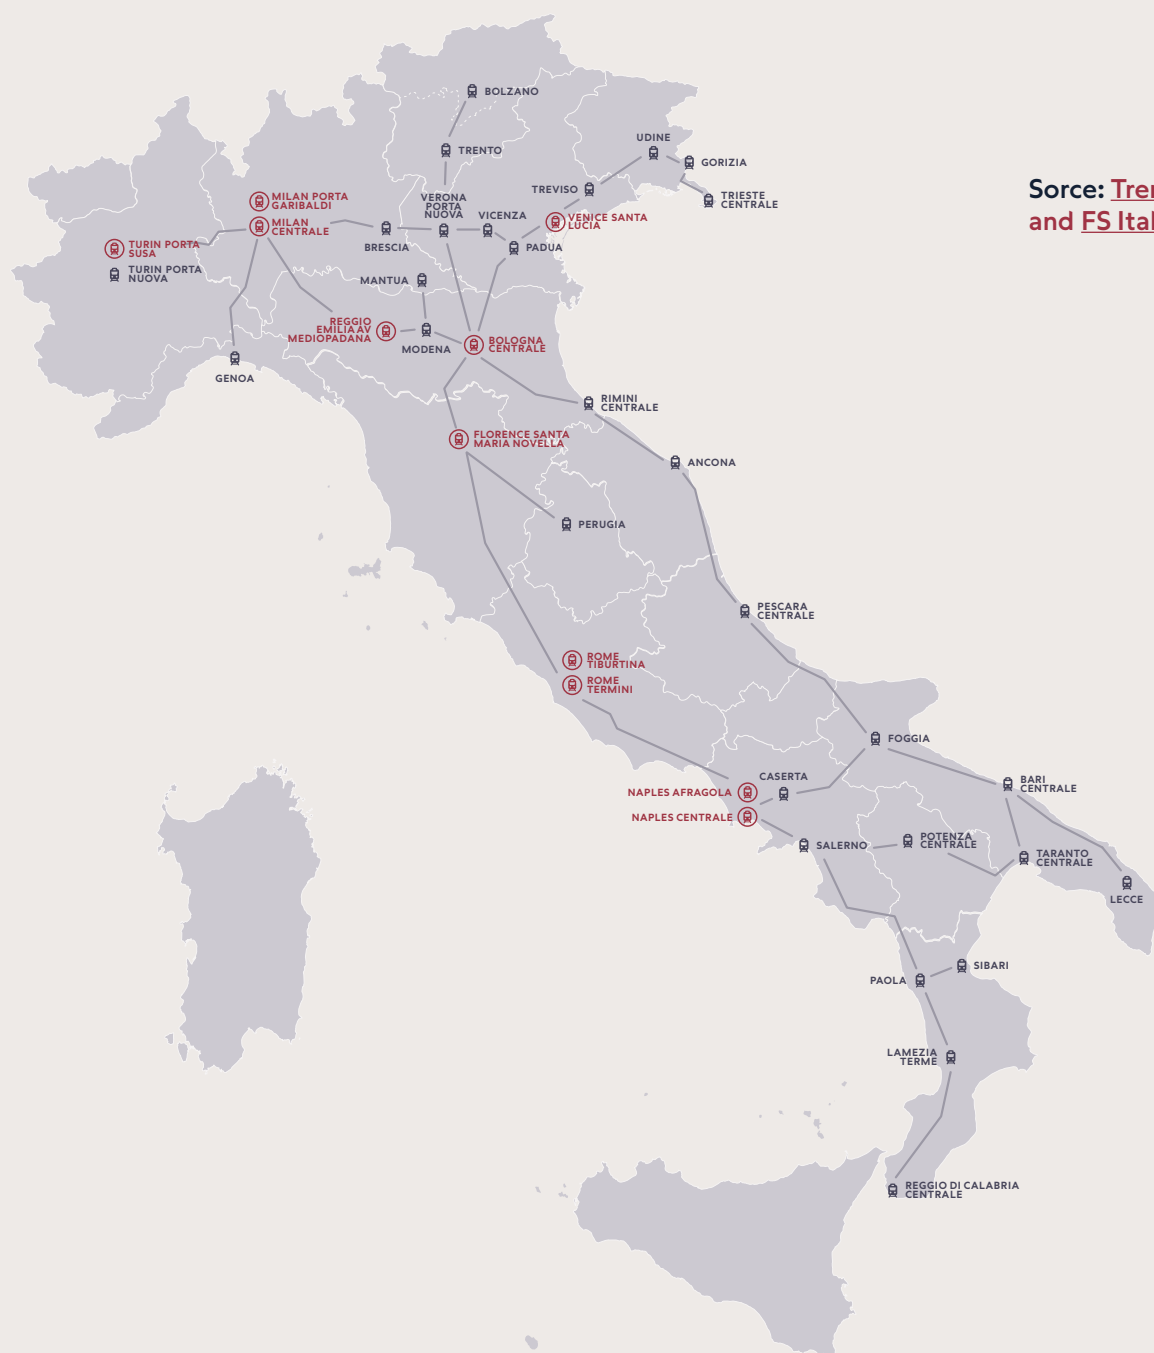 BOLZANO
UDINE
TRENTO
GORIZIA
TREVISO
TRIESTE
CENTRALE
Sorce:
and FS
MILAN PORTA
GARIBALDI
MILAN
CENTRALE
VERONA
PORTA
NUOVA
VICENZA
VENICE SANTA
LUCIA
TURIN PORTA
SUSA
TURIN PORTA
NUOVA
BRESCIA
PADUA
MANTUA
REGGIO
EMILIA AV
MEDIOPADANA
MODENA
BOLOGNA
CENTRALE
GENOA
RIMINI
CENTRALE
FLORENCE SANTA
MARIA NOVELLA
ANCONA
PERUGIA
PESCARA
CENTRALE
ROME
TIBURTINA
ROME
TERMINI
FOGGIA
CASERTA
BARI
CENTRALE
NAPLES AFRAGOLA
NAPLES CENTRALE
SALERNO
POTENZA
CENTRALE
TARANTO
CENTRALE
LECCE
SIBARI
PAOLA
LAMEZIA
TERME
REGGIO DI CALABRIA
CENTRALE